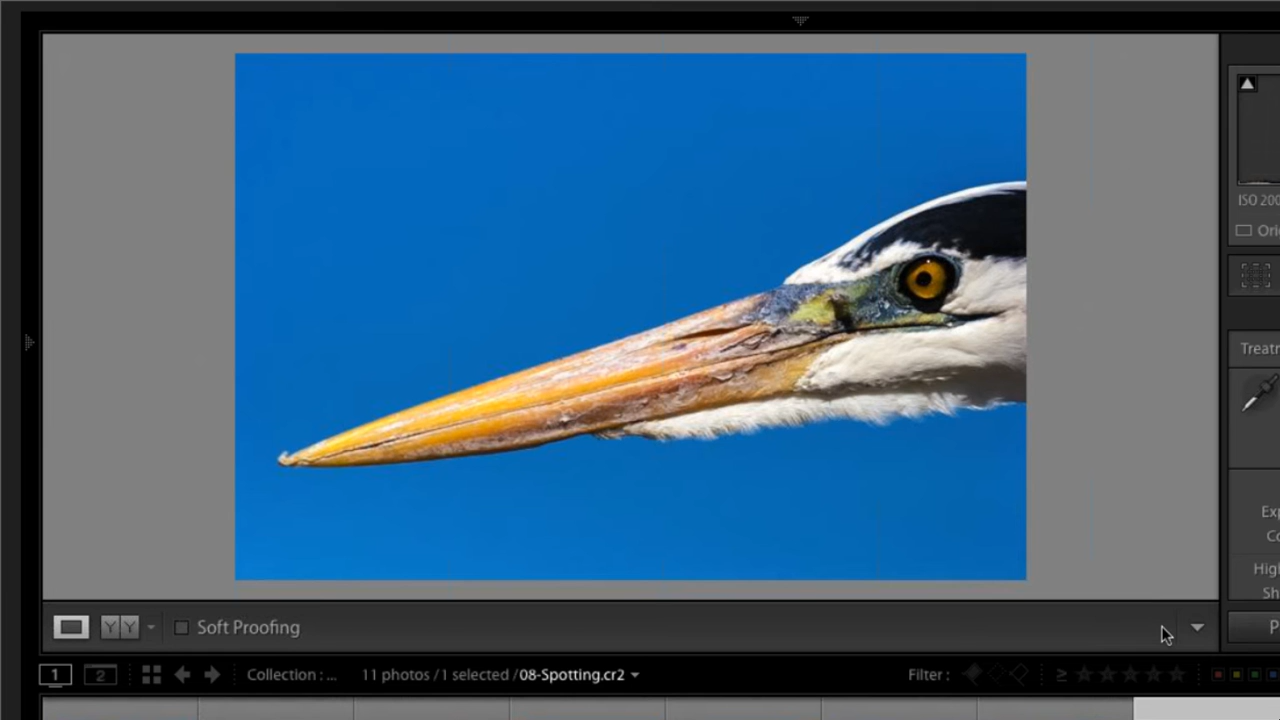 ISO 200
Soft Proofing
1 2 Collection : ... 11 photos / 1 selected / 08-Spotting.cr2 Filter : ≥